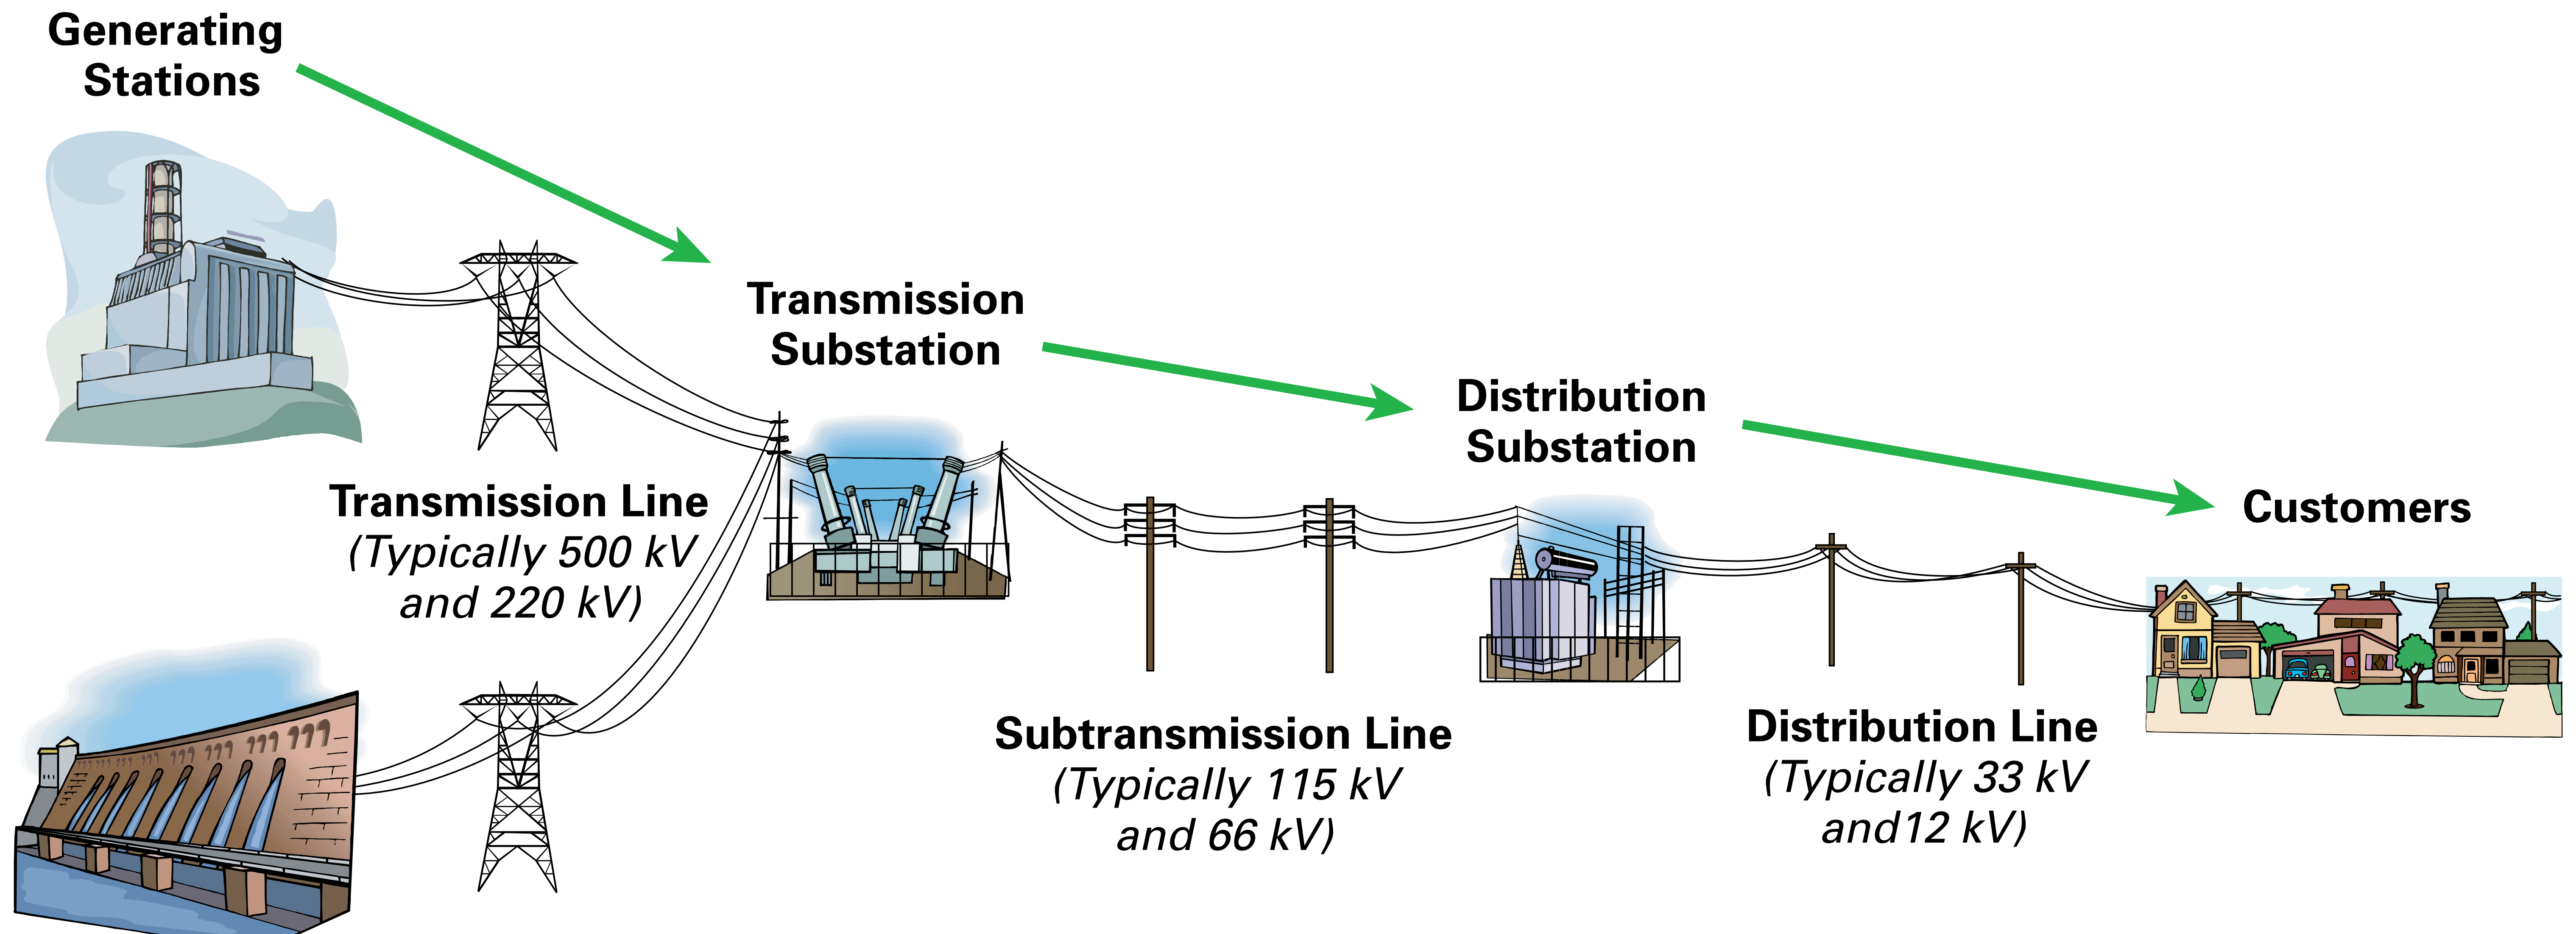 Generating
Stations
Transmission
Substation
Distribution
Substation
Customers
Transmission Line
(Typically 500 kV
and 220 kV)
Subtransmission Line
(Typically 115 kV
and 66 kV)
Distribution Line
(Typically 33 kV
and12 kV)